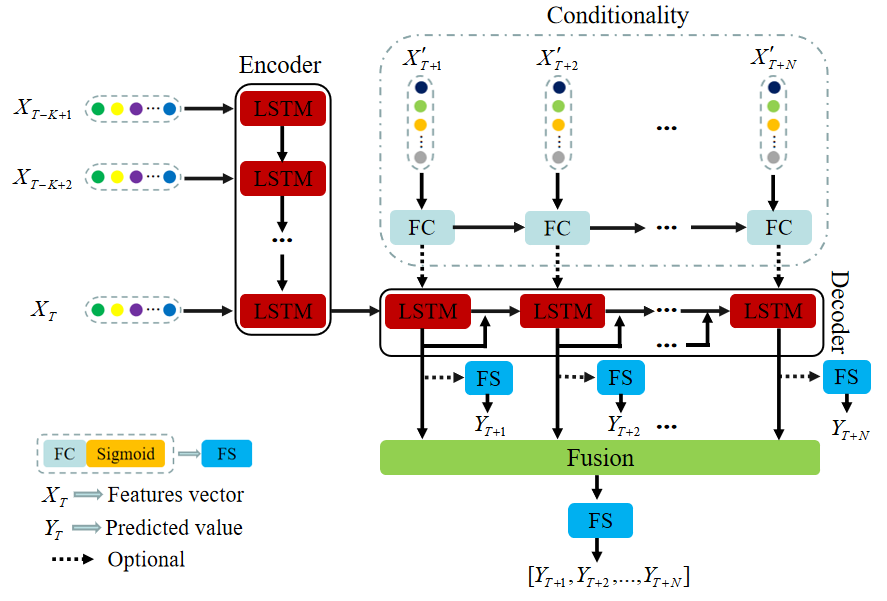 Conditionality
Encoder
X'_{T+1} X'_{T+2} X'_{T+N}
X_{T-K+1} ... LSTM
...
X_{T-K+2} ... LSTM
FC FC ... FC
...
X_T ... LSTM
LSTM LSTM ... LSTM
...
Decoder
FS FS FS
Y_{T+1} Y_{T+2} ... Y_{T+N}
Fusion
FC Sigmoid FS
X_T Features vector
Y_T Predicted value
Optional
FS
[Y_{T+1}, Y_{T+2}, ..., Y_{T+N}]